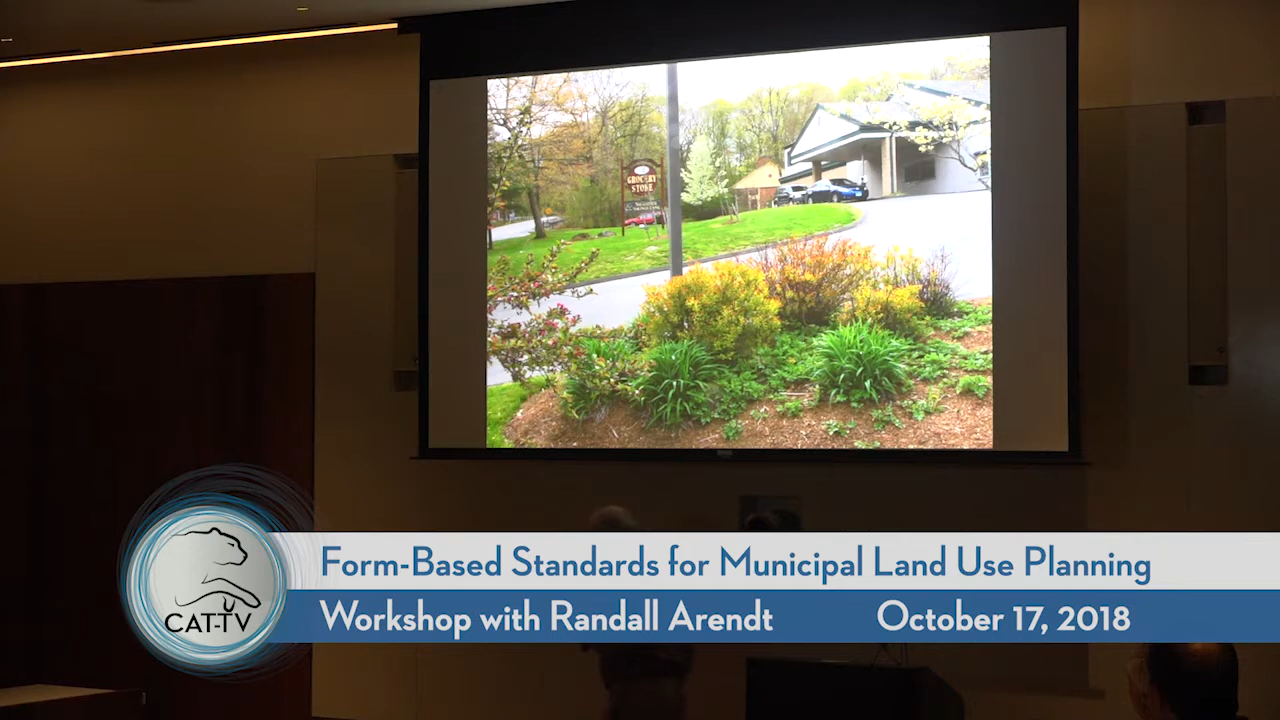 GROCERY
STORE
Form-Based Standards for Municipal Land Use Planning
Workshop with Randall Arendt October 17, 2018
CAT-TV